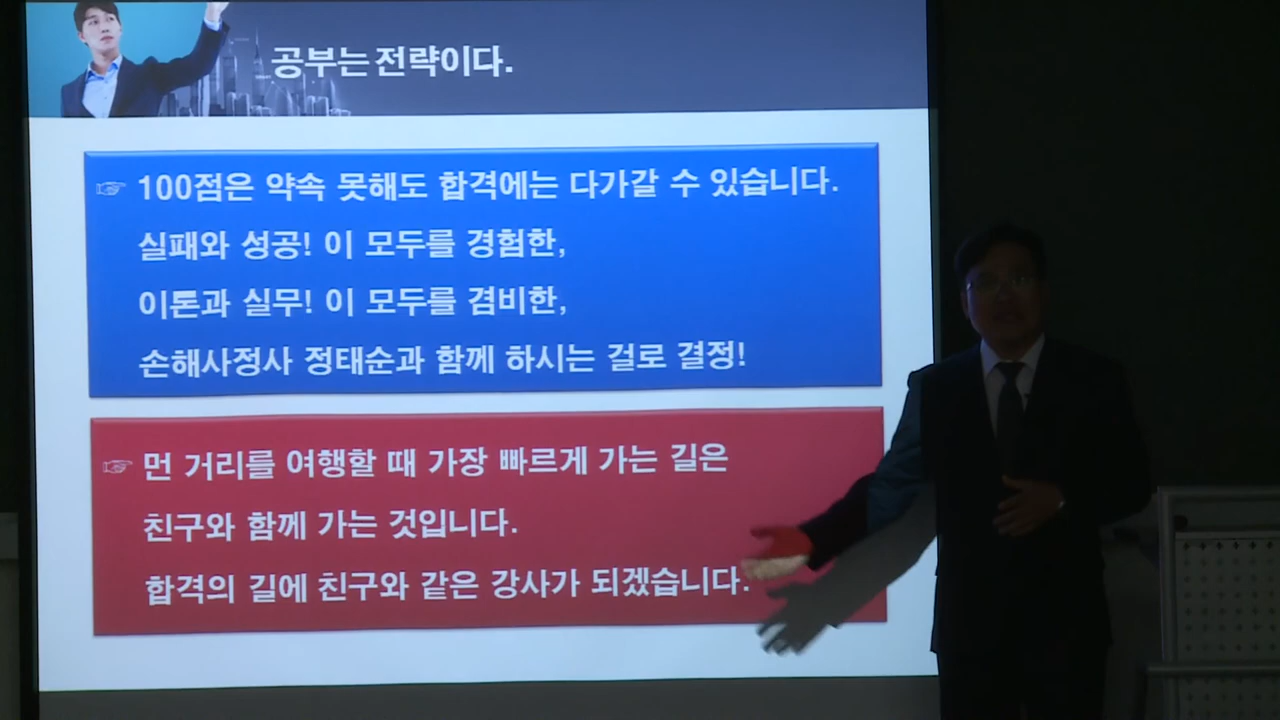 공부는 전략이다.
☞ 100점은 약속 못해도 합격에는 다가갈 수 있습니다.
실패와 성공! 이 모두를 경험한,
이톤과 실무! 이 모두를 겸비한,
손해사정사 정태순과 함께 하시는 걸로 결정!
☞ 먼 거리를 여행할 때 가장 빠르게 가는 길은
친구와 함께 가는 것입니다.
합격의 길에 친구와 같은 강사가 되겠습니다.